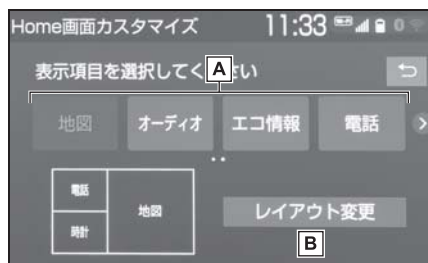 Home画面カスタマイズ 11:33
表示項目を選択してく A さい
地図 オーディオ エコ情報 電話
電話
地図
時計
レイアウト変更
B